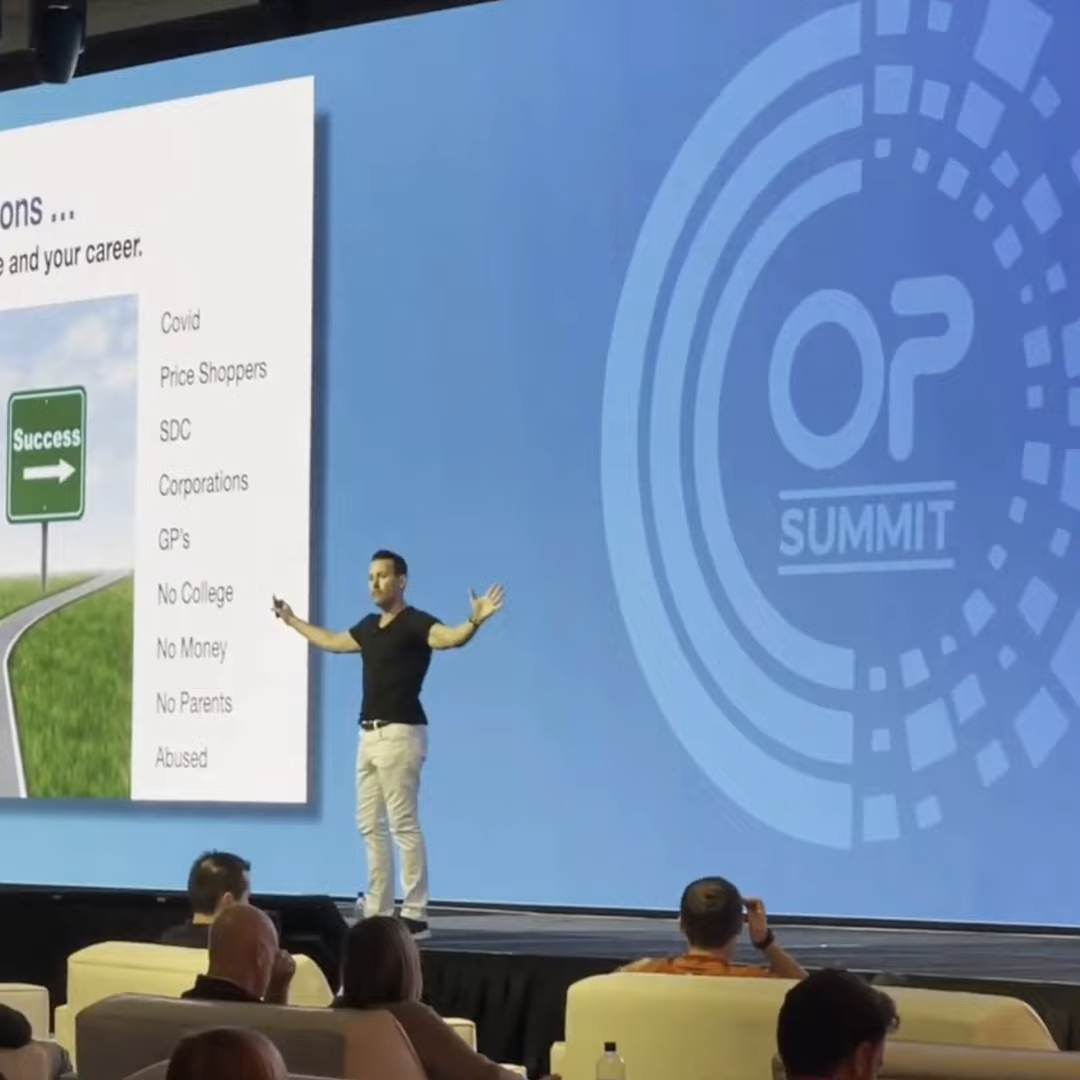 ons ...
e and your career.
Success
Covid
Price Shoppers
SDC
Corporations
GP's
No College
No Money
No Parents
Abused
OP
SUMMIT